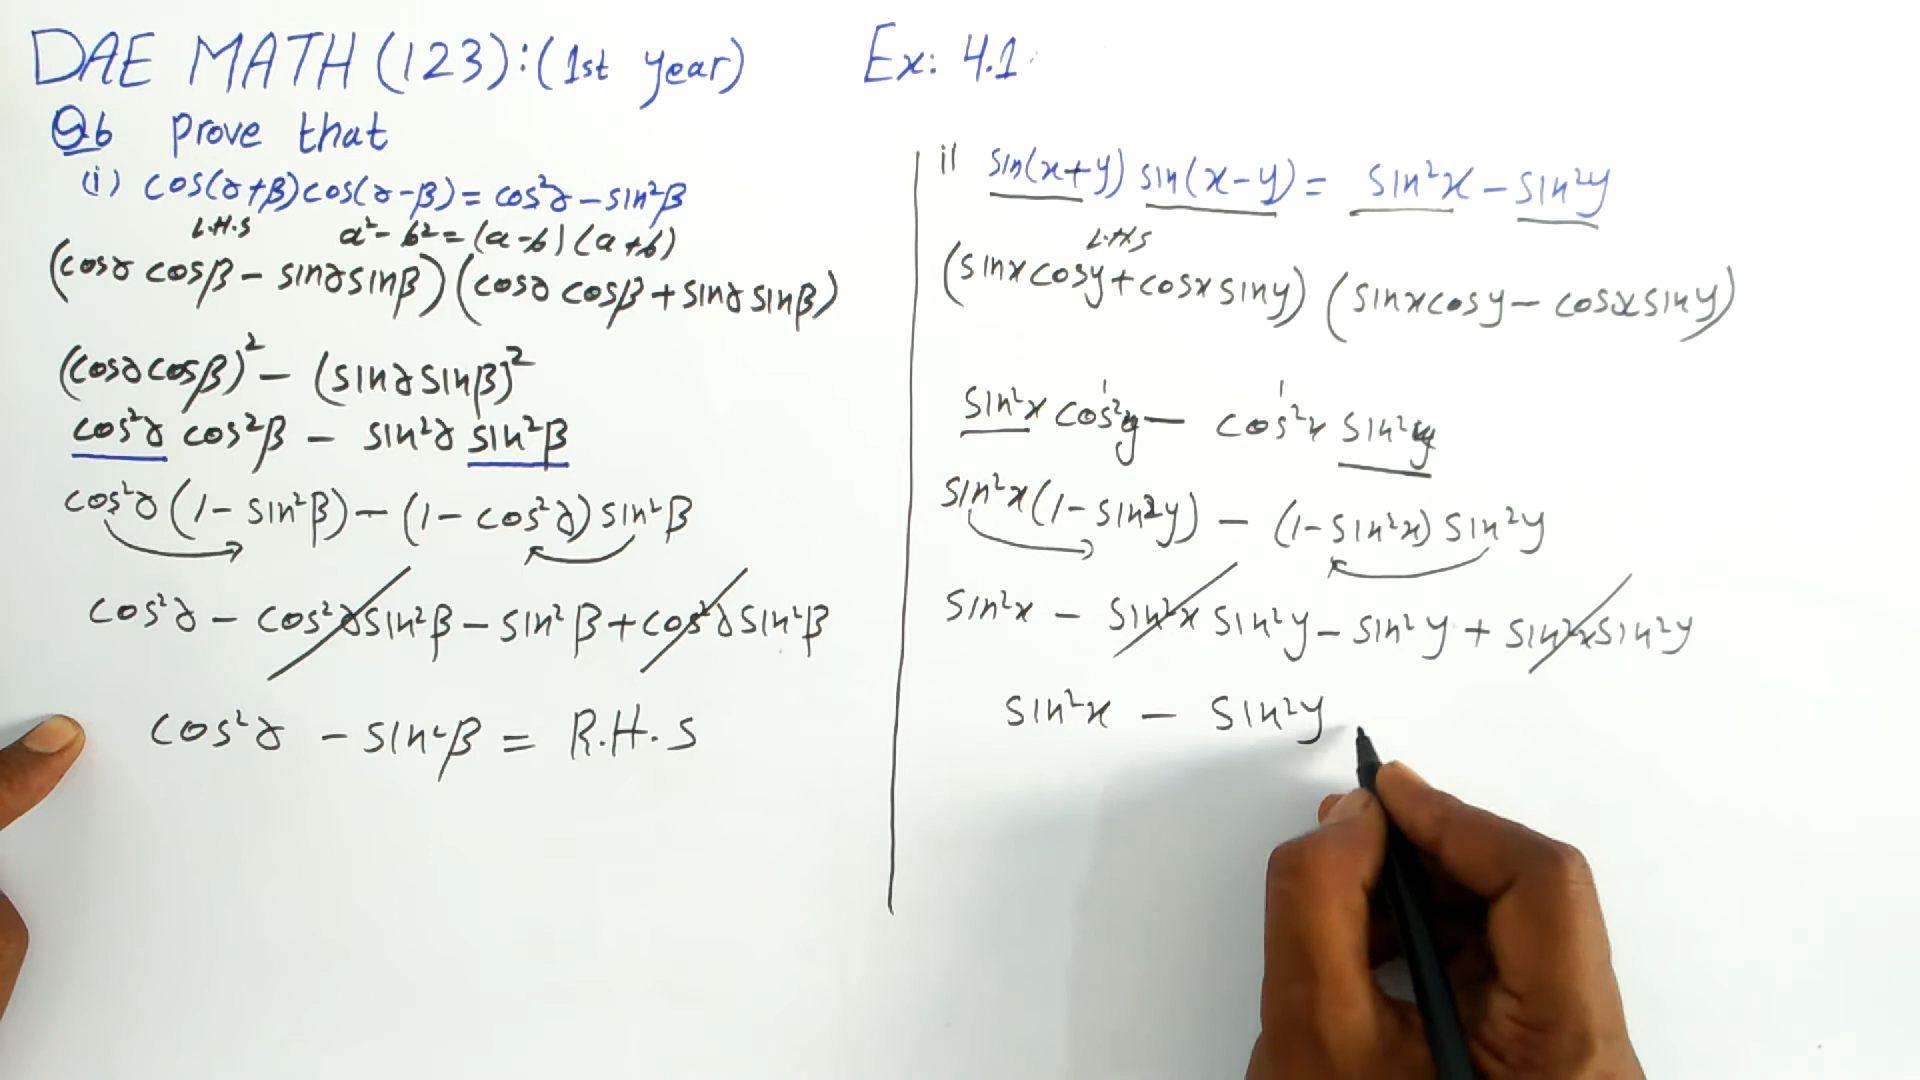 DAE MATH (123):(1st year) Ex: 4.1
Q6 prove that
(i) cos(α+β)cos(α-β)=cos²α-sin²β
L.H.S a²-b²=(a-b)(a+b)
(cosα cosβ - sinα sinβ)(cosα cosβ + sinα sinβ)
(cosα cosβ)² - (sinα sinβ)²
cos²α cos²β - sin²α sin²β
cos²α(1-sin²β)-(1-cos²α)sin²β
cos²α - cos²α sin²β - sin²β + cos²α sin²β
cos²α - sin²β = R.H.S
ii sin(x+y) sin(x-y) = sin²x - sin²y
L.H.S
(sinx cosy + cosx siny) (sinx cosy - cosx siny)
sin²x cos²y - cos²x sin²y
sin²x(1-sin²y) - (1-sin²x) sin²y
sin²x - sin²x sin²y - sin²y + sin²x sin²y
sin²x - sin²y